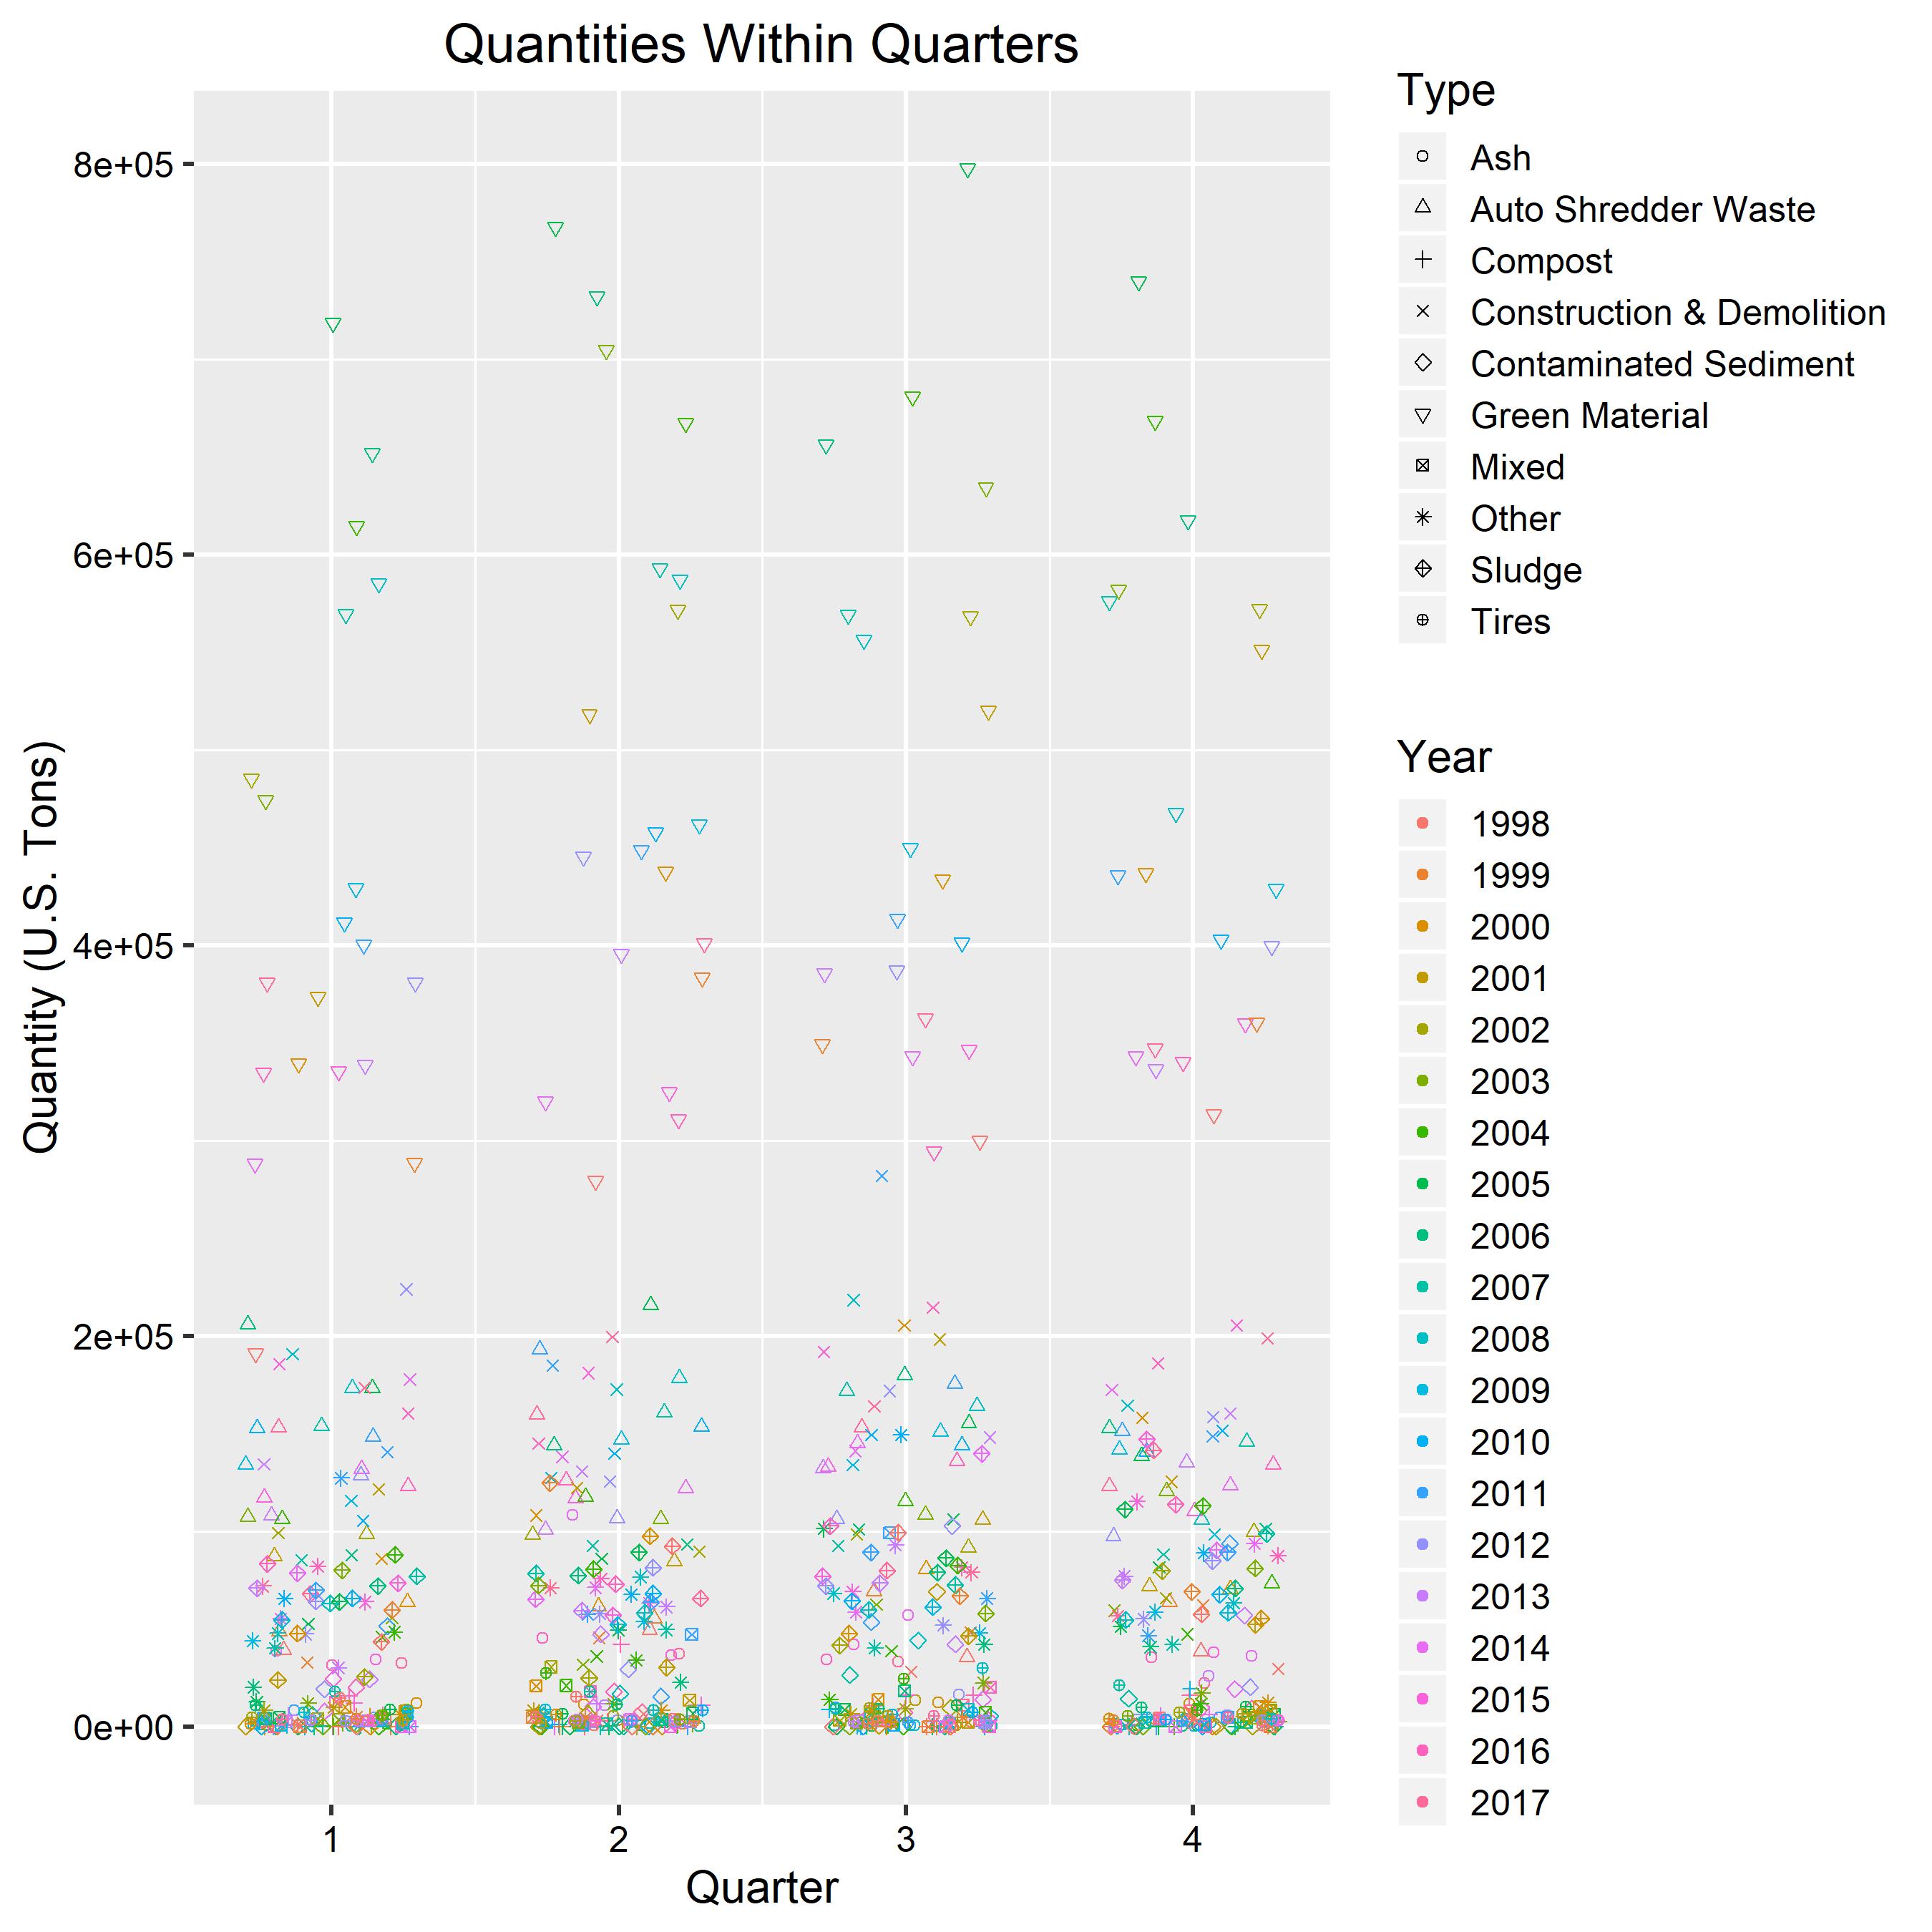 Quantities Within Quarters
Quantity (U.S. Tons)
8e+05
6e+05
4e+05
2e+05
0e+00
1 2 3 4
Quarter
Type
Ash
Auto Shredder Waste
Compost
Construction & Demolition
Contaminated Sediment
Green Material
Mixed
Other
Sludge
Tires
Year
1998
1999
2000
2001
2002
2003
2004
2005
2006
2007
2008
2009
2010
2011
2012
2013
2014
2015
2016
2017